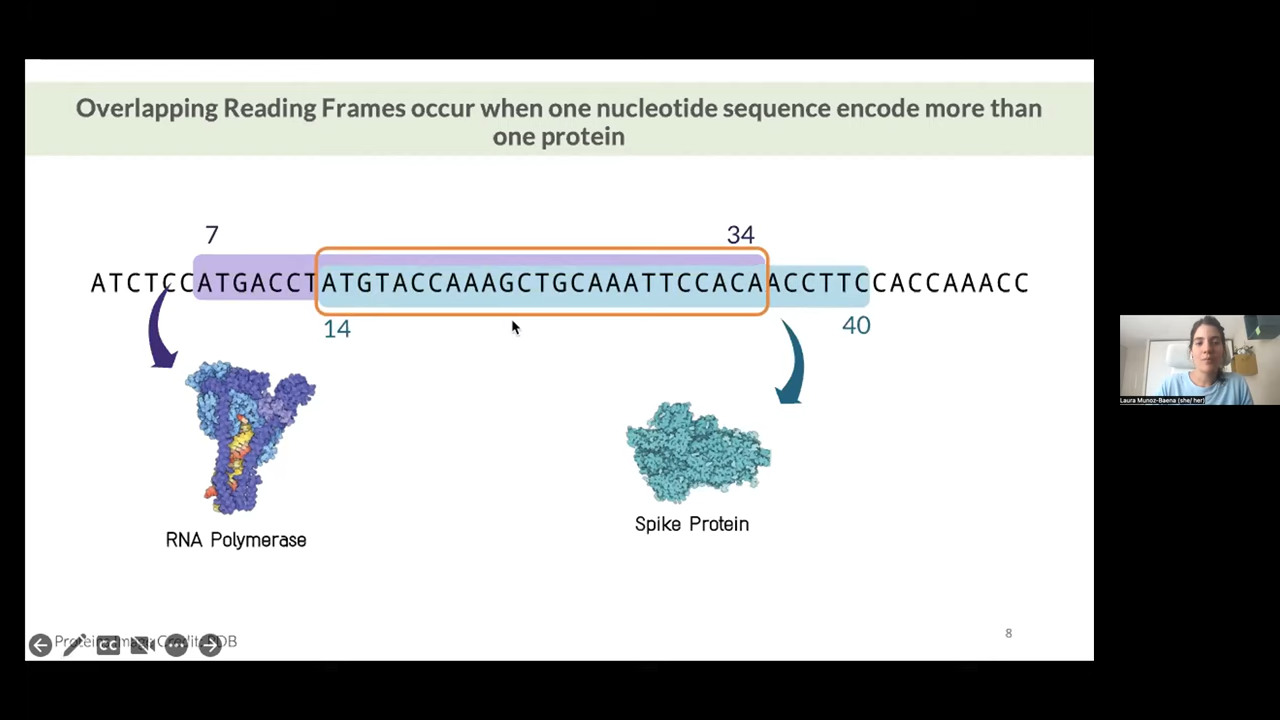 Overlapping Reading Frames occur when one nucleotide sequence encode more than
one protein
7
34
ATCTCCATGACCTATGTACCAAAGCTGCAAATTCCACAACCTTCCACCAAACC
14
40
RNA Polymerase
Spike Protein
8
CC
Laura Munoz-Baena (she/ her)